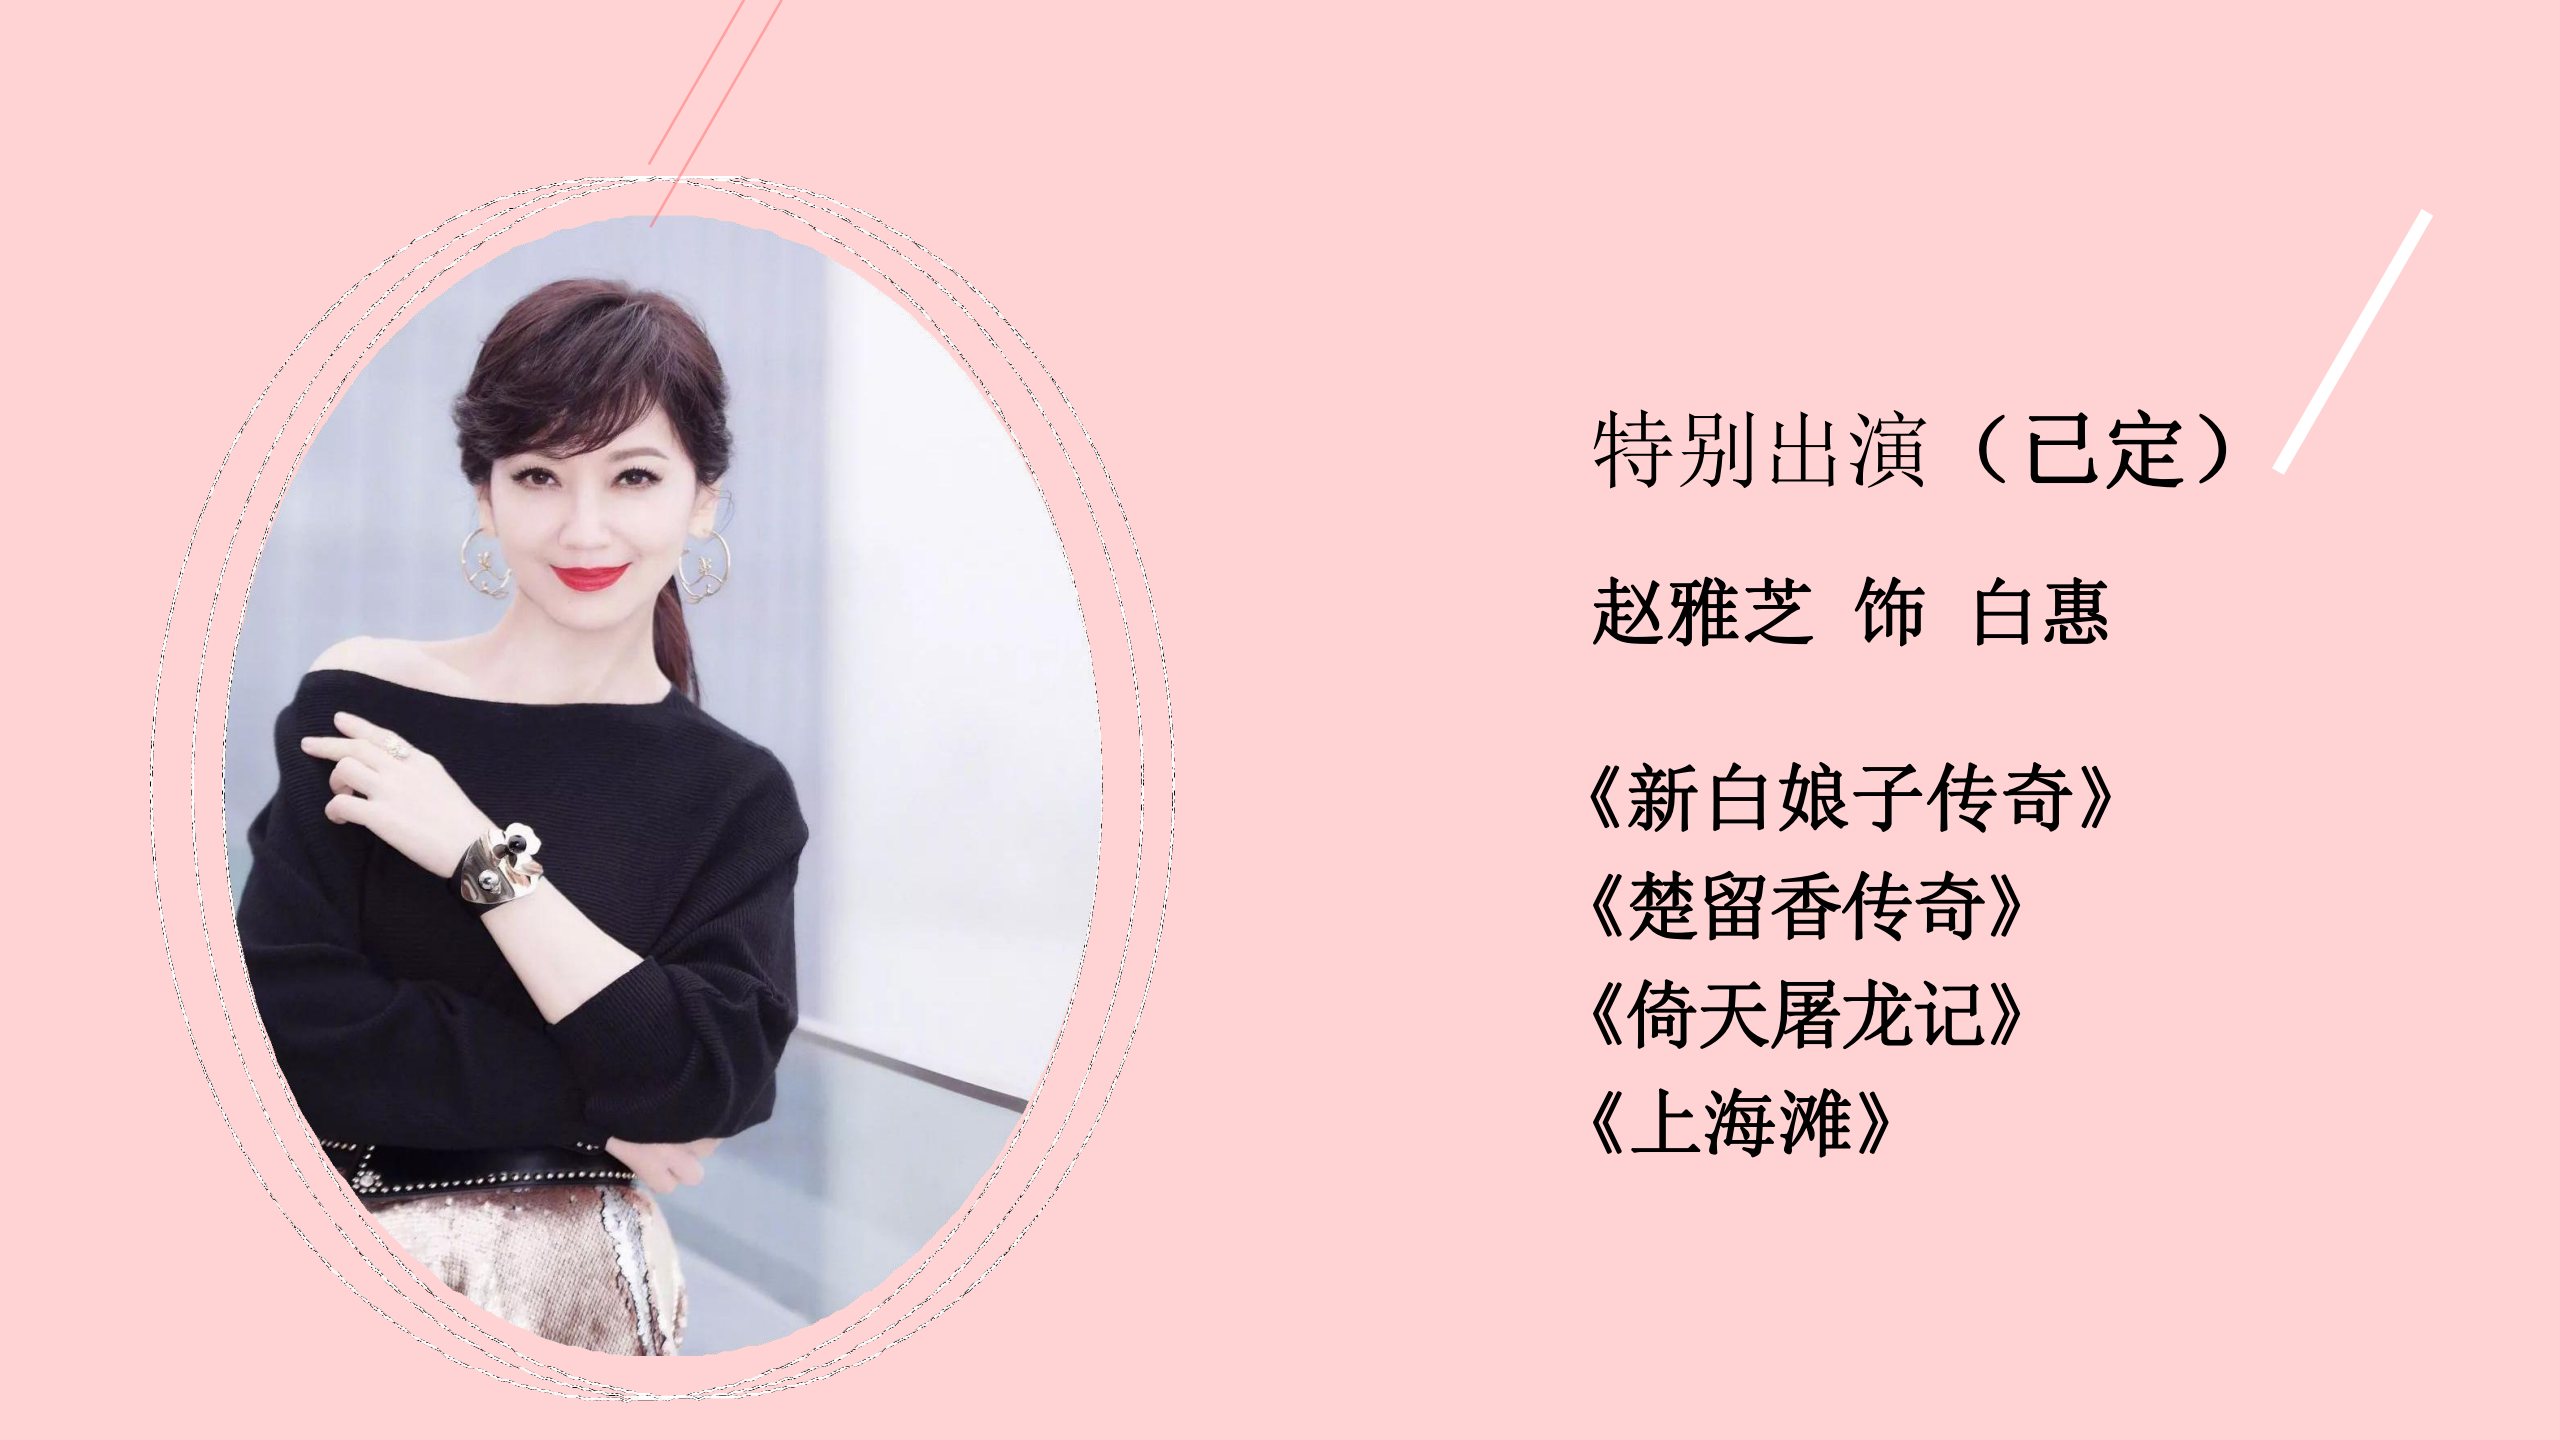 特别出演（已定）
赵雅芝 饰 白惠
《新白娘子传奇》
《楚留香传奇》
《倚天屠龙记》
《上海滩》